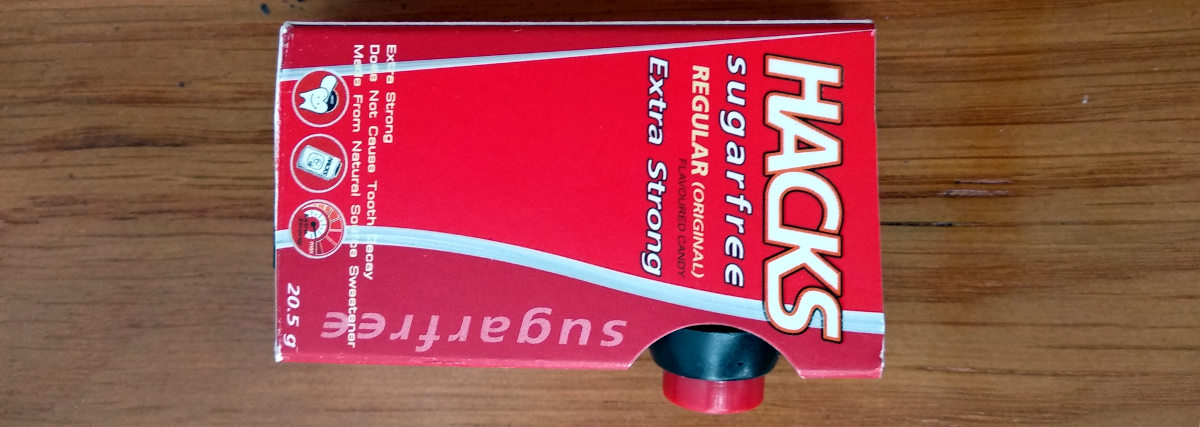 HACKS
sugarfree
REGULAR (ORIGINAL)
FLAVOURED CANDY
Extra Strong
sugarfree
Extra Strong
Does Not Cause Tooth Decay
Made From Natural Source Sweetener
20.5 g